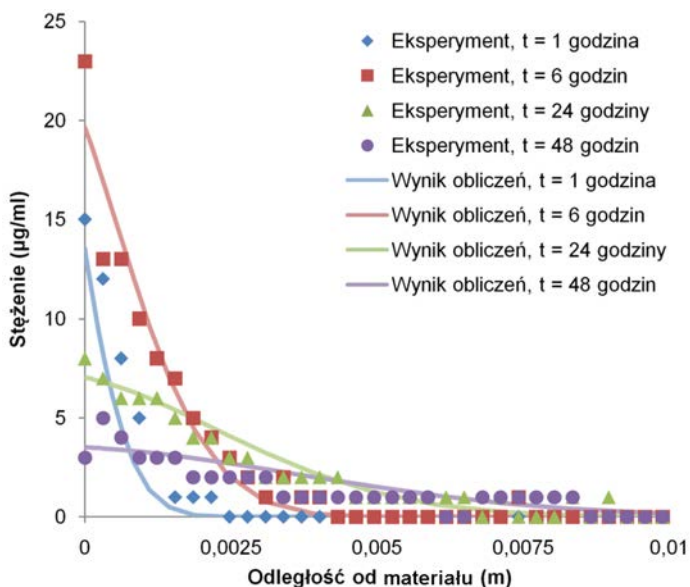 25
20
15
10
5
0
Stężenie (µg/ml)
Eksperyment, t = 1 godzina
Eksperyment, t = 6 godzin
Eksperyment, t = 24 godziny
Eksperyment, t = 48 godzin
Wynik obliczeń, t = 1 godzina
Wynik obliczeń, t = 6 godzin
Wynik obliczeń, t = 24 godziny
Wynik obliczeń, t = 48 godzin
0 0,0025 0,005 0,0075 0,01
Odległość od materiału (m)